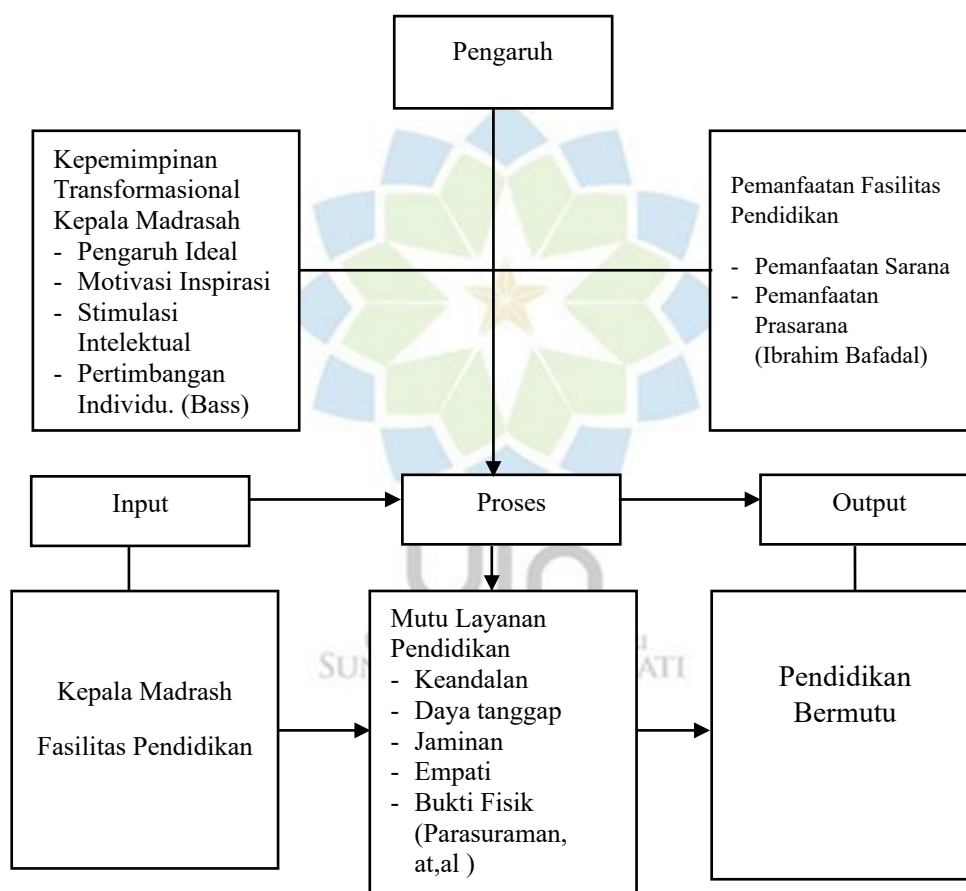 Pengaruh
Kepemimpinan
Transformasional
Kepala Madrasah
- Pengaruh Ideal
- Motivasi Inspirasi
- Stimulasi
Intelektual
- Pertimbangan
Individu. (Bass)
Pemanfaatan Fasilitas
Pendidikan
- Pemanfaatan Sarana
- Pemanfaatan
Prasarana
(Ibrahim Bafadal)
Input
Proses
Output
Kepala Madrash
Fasilitas Pendidikan
Mutu Layanan
Pendidikan
- Keandalan
- Daya tanggap
- Jaminan
- Empati
- Bukti Fisik
(Parasuraman,
at,al )
Pendidikan
Bermutu